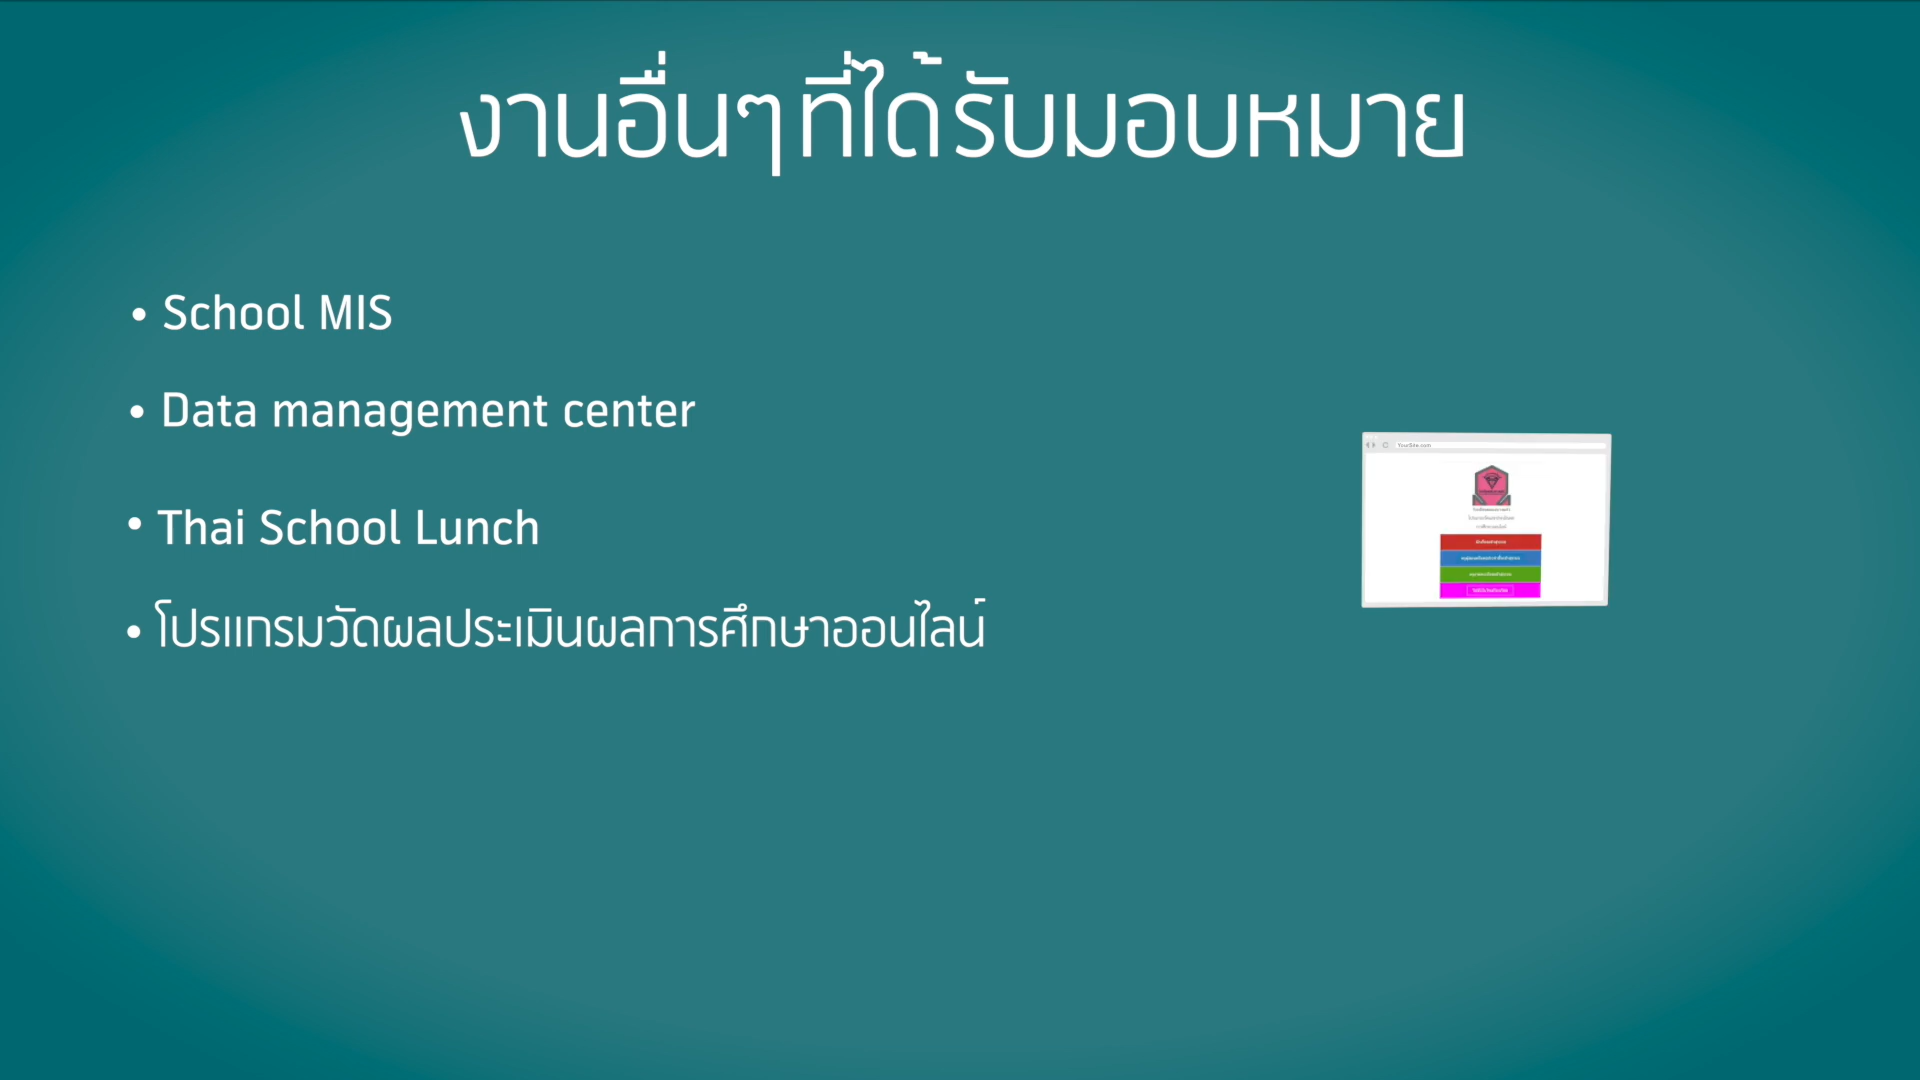 งานอื่นๆที่ได้รับมอบหมาย
• School MIS
• Data management center
• Thai School Lunch
• โปรแกรมวัดผลประเมินผลการศึกษาออนไลน์
YourSite.com